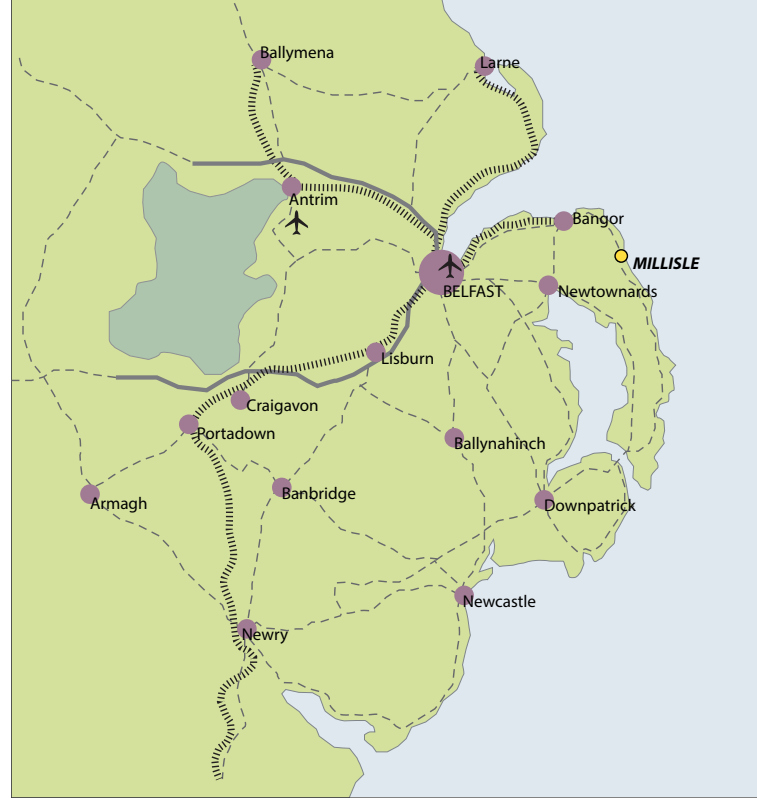 Ballymena
Larne
Antrim
Bangor
MILLISLE
BELFAST
Newtownards
Lisburn
Craigavon
Portadown
Ballynahinch
Banbridge
Armagh
Downpatrick
Newcastle
Newry